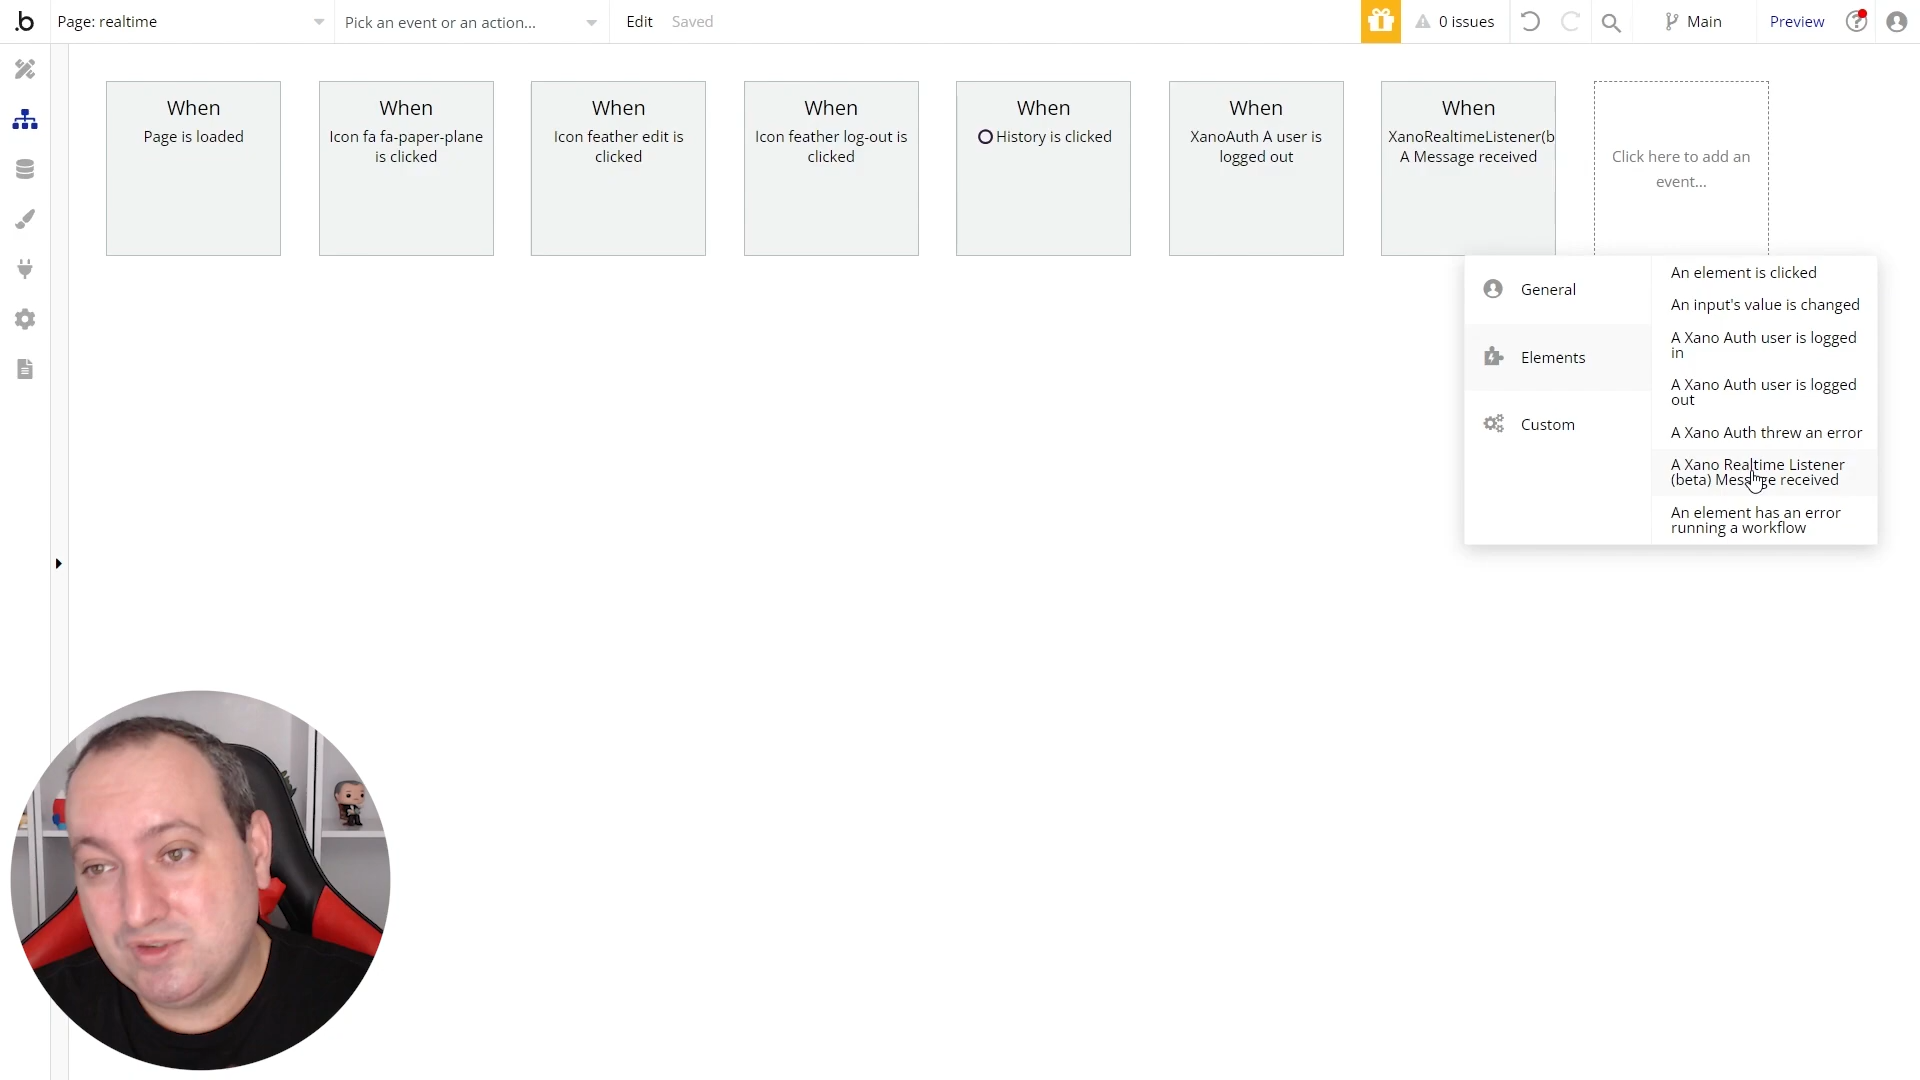 .b
Page: realtime
Pick an event or an action...
Edit
Saved
0 issues
Main
Preview
When
Page is loaded
When
Icon fa fa-paper-plane
is clicked
When
Icon feather edit is
clicked
When
Icon feather log-out is
clicked
When
History is clicked
When
XanoAuth A user is
logged out
When
XanoRealtimeListener(b
A Message received
Click here to add an
event...
General
Elements
Custom
An element is clicked
An input's value is changed
A Xano Auth user is logged
in
A Xano Auth user is logged
out
A Xano Auth threw an error
A Xano Realtime Listener
(beta) Message received
An element has an error
running a workflow